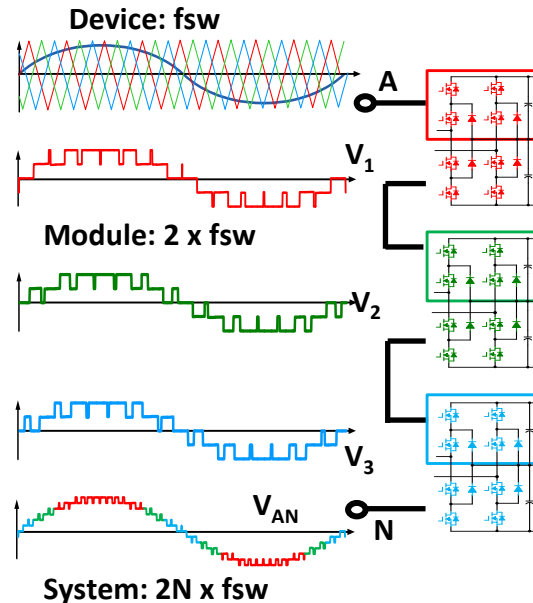 Device: fsw
A
V1
Module: 2 x fsw
V2
V3
VAN
N
System: 2N x fsw